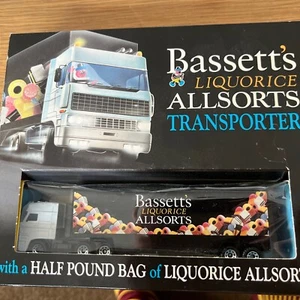 Bassett's
LIQUORICE
ALLSORTS
TRANSPORTER
Bassett's
LIQUORICE
ALLSORTS
with a HALF POUND BAG of LIQUORICE ALLSOR